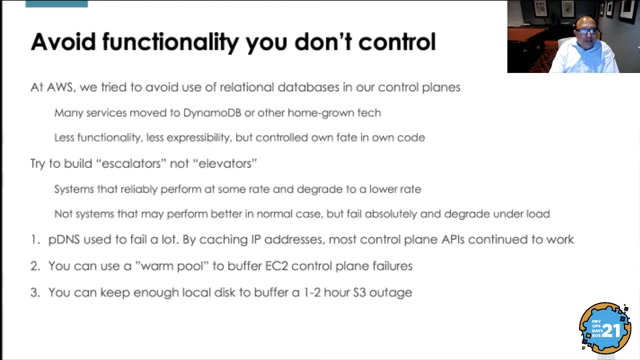 Avoid functionality you don't control
At AWS, we tried to avoid use of relational databases in our control planes
Many services moved to DynamoDB or other home-grown tech
Less functionality, less expressibility, but controlled own fate in own code
Try to build "escalators" not "elevators"
Systems that reliably perform at some rate and degrade to a lower rate
Not systems that may perform better in normal case, but fail absolutely and degrade under load
1. pDNS used to fail a lot. By caching IP addresses, most control plane APIs continued to work
2. You can use a "warm pool" to buffer EC2 control plane failures
3. You can keep enough local disk to buffer a 1-2 hour S3 outage
DEV
OPS
DAYS
21